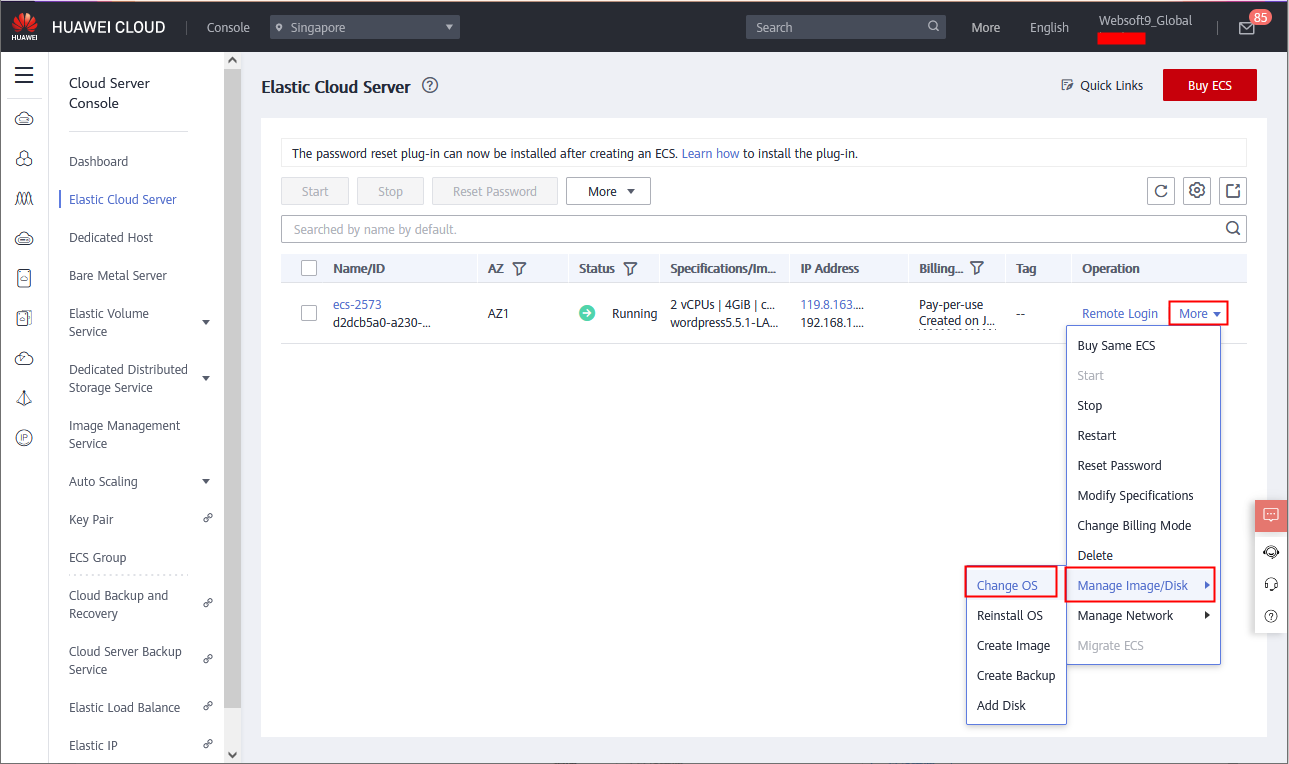 HUAWEI
HUAWEI CLOUD
Console
Singapore
Search
More
English
Websoft9_Global
85
Cloud Server
Console
Dashboard
Elastic Cloud Server
Dedicated Host
Bare Metal Server
Elastic Volume
Service
Dedicated Distributed
Storage Service
Image Management
Service
Auto Scaling
Key Pair
ECS Group
Cloud Backup and
Recovery
Cloud Server Backup
Service
Elastic Load Balance
Elastic IP
IP
Elastic Cloud Server
Quick Links
Buy ECS
The password reset plug-in can now be installed after creating an ECS. Learn how to install the plug-in.
Start
Stop
Reset Password
More
Searched by name by default.
Name/ID
AZ
Status
Specifications/Im...
IP Address
Billing...
Tag
Operation
ecs-2573
d2dcb5a0-a230-...
AZ1
Running
2 vCPUs | 4GiB | c...
wordpress5.5.1-LA...
119.8.163....
192.168.1....
Pay-per-use
Created on J...
--
Remote Login
More
Buy Same ECS
Start
Stop
Restart
Reset Password
Modify Specifications
Change Billing Mode
Delete
Manage Image/Disk
Manage Network
Migrate ECS
Change OS
Reinstall OS
Create Image
Create Backup
Add Disk